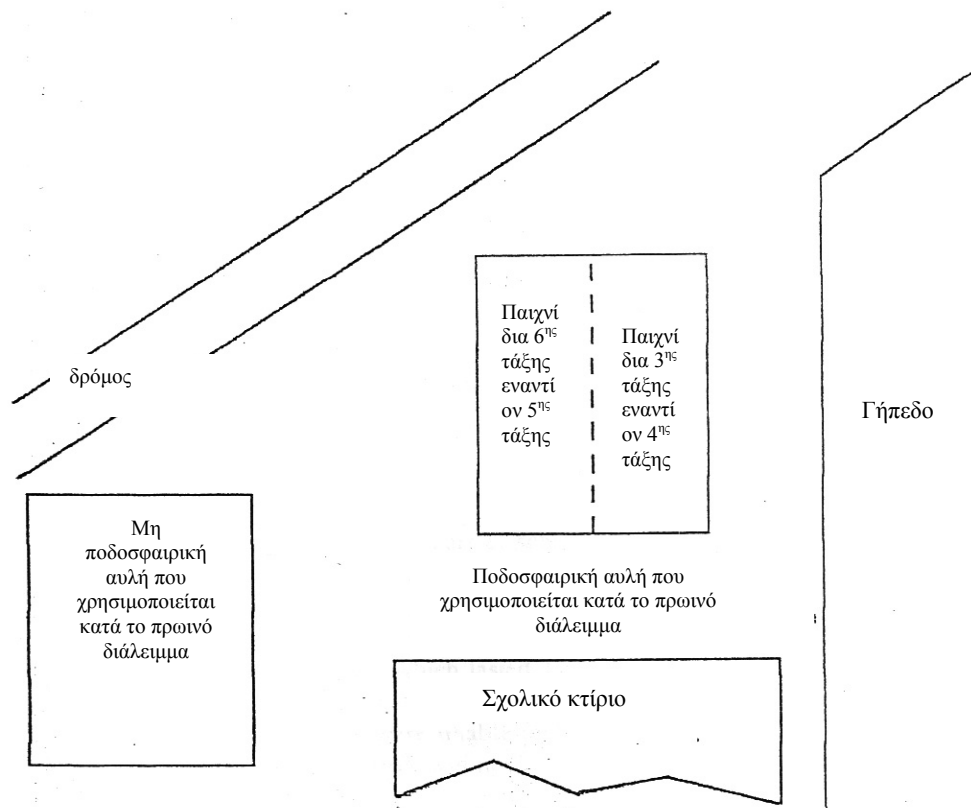 δρόμος
Παιχνί
δια 6ης
τάξης
εναντί
ον 5ης
τάξης
Παιχνί
δια 3ης
τάξης
εναντί
ον 4ης
τάξης
Γήπεδο
Μη
ποδοσφαιρική
αυλή που
χρησιμοποιείται
κατά το πρωινό
διάλειμμα
Ποδοσφαιρική αυλή που
χρησιμοποιείται κατά το πρωινό
διάλειμμα
Σχολικό κτίριο